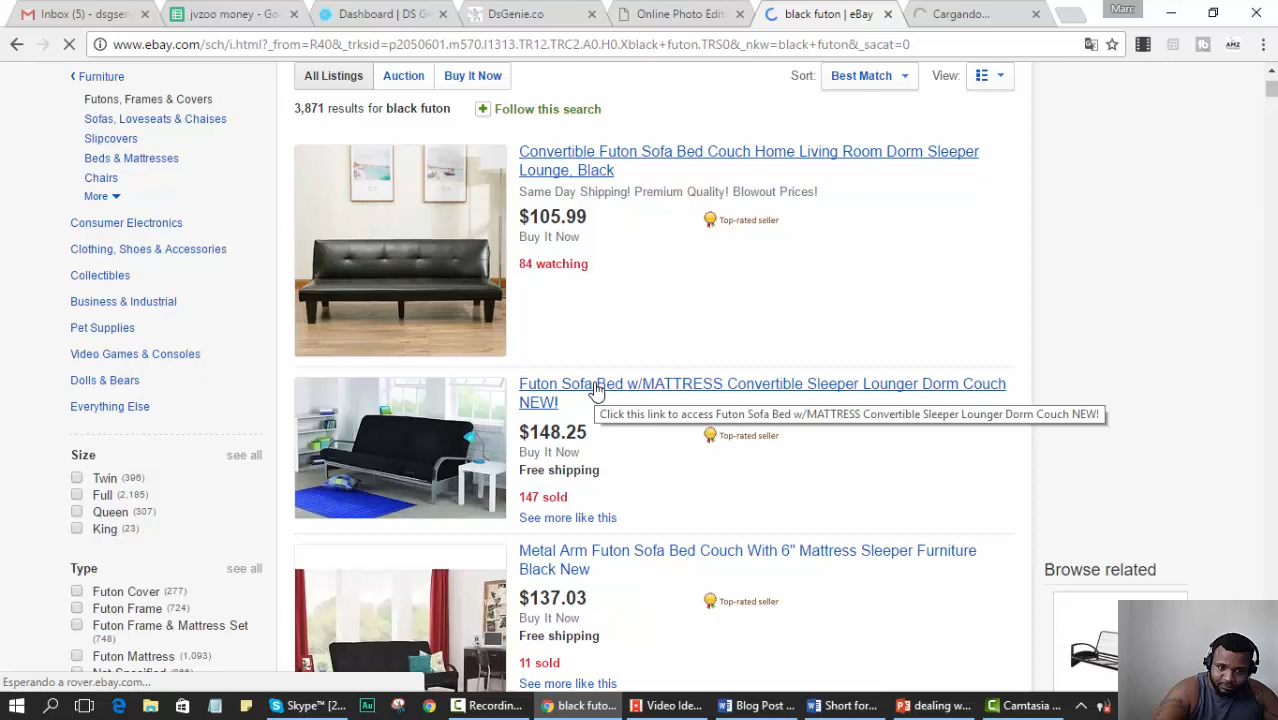 Inbox (16) - dsgserv
jvzoo money - Goo
Dashboard | DS Ge
DsGenie.co
Online Photo Edit
black futon | eBay
Cargando...
Marc
www.ebay.com/sch/i.html?_from=R40&_trksid=p2050601.m570.l1313.TR12.TRC2.A0.H0.Xblack+futon.TRS0&_nkw=black+futon&_sacat=0
Furniture
Futons, Frames & Covers
Sofas, Loveseats & Chaises
Slipcovers
Beds & Mattresses
Chairs
More
Consumer Electronics
Clothing, Shoes & Accessories
Collectibles
Business & Industrial
Pet Supplies
Video Games & Consoles
Dolls & Bears
Everything Else
Size see all
Twin (396)
Full (2,185)
Queen (307)
King (23)
Type see all
Futon Cover (277)
Futon Frame (724)
Futon Frame & Mattress Set
(748)
Futon Mattress (1,093)
All Listings Auction Buy It Now Sort: Best Match View:
3,871 results for black futon Follow this search
Convertible Futon Sofa Bed Couch Home Living Room Dorm Sleeper
Lounge, Black
Same Day Shipping! Premium Quality! Blowout Prices!
$105.99 Top-rated seller
Buy It Now
84 watching
Futon Sofa Bed w/MATTRESS Convertible Sleeper Lounger Dorm Couch
NEW!
Click this link to access Futon Sofa Bed w/MATTRESS Convertible Sleeper Lounger Dorm Couch NEW!
$148.25 Top-rated seller
Buy It Now
Free shipping
147 sold
See more like this
Metal Arm Futon Sofa Bed Couch With 6" Mattress Sleeper Furniture
Black New
$137.03 Top-rated seller
Buy It Now
Free shipping
11 sold
See more like this
Browse related
Esperando a rover.ebay.com...
Skype™ [2... Recordin... black futo... Video Ide... Blog Post ... Short for... dealing w... Camtasia ...